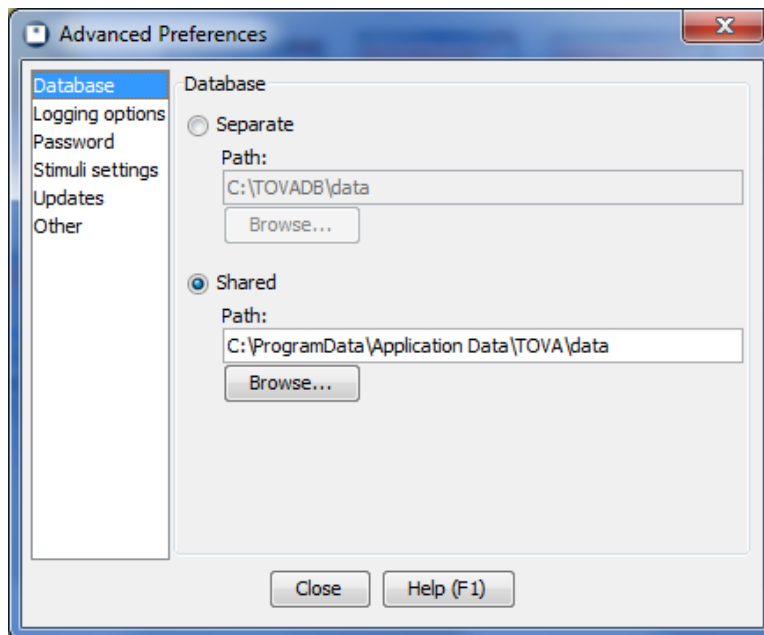 Advanced Preferences
Database
Logging options
Password
Stimuli settings
Updates
Other
Database
Separate
Path:
C:\TOVADB\data
Browse...
Shared
Path:
C:\ProgramData\Application Data\TOVA\data
Browse...
Close
Help (F1)